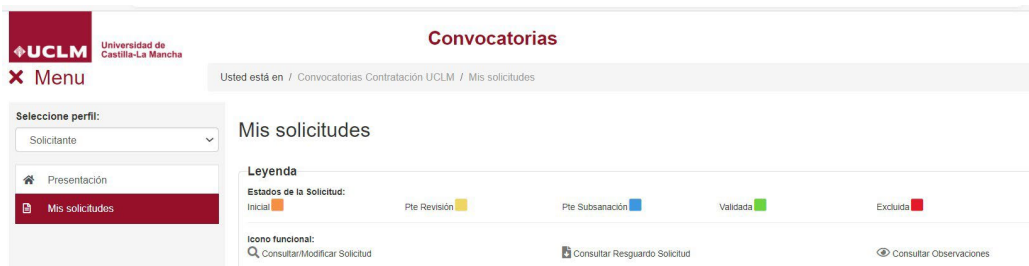 UCLM
Universidad de
Castilla-La Mancha
Convocatorias
Menu
Usted está en / Convocatorias Contratación UCLM / Mis solicitudes
Seleccione perfil:
Solicitante
Mis solicitudes
Presentación
Mis solicitudes
Leyenda
Estados de la Solicitud:
Inicial Pte Revisión Pte Subsanación Validada Excluida
Icono funcional:
Consultar/Modificar Solicitud Consultar Resguardo Solicitud Consultar Observaciones